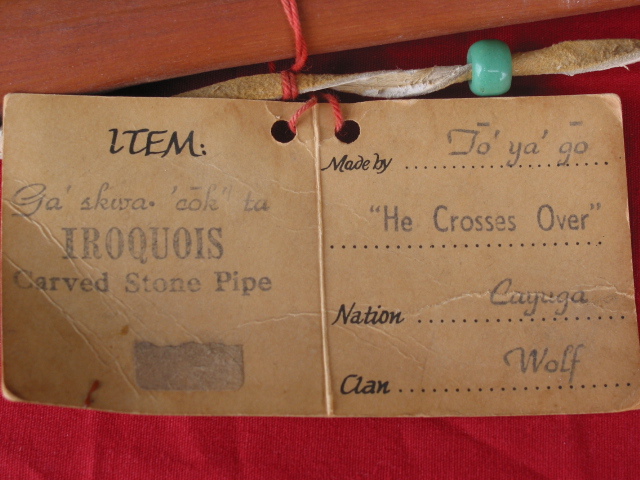 ITEM:
Ga' skwa· 'cōk" ta
IROQUOIS
Carved Stone Pipe
Made by Tō' ya' gō
"He Crosses Over"
Nation Cayuga
Clan Wolf